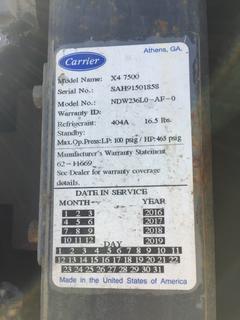 Carrier
Athens, GA.
Model Name: X4 7500
Serial No.: SAH91501858
Model No.: NDW236L0-AF-0
Warranty ID:
Refrigerant: 404A 16.5 lbs.
Standby:
Max.Op.Press:LP: 100 psig / HP:465 psig
Manufacturer's Warranty Statement
62-11669
See Dealer for warranty coverage
details.
DATE IN SERVICE
MONTH YEAR
1 2 3 2016
4 5 6 2017
7 8 9 2018
10 11 12 2019
DAY
1 2 3 4 5 6 7 8 9 10 11
12 13 14 15 16 17 18 19 20 21 22
23 24 25 26 27 28 29 30 31
Made in the United States of America